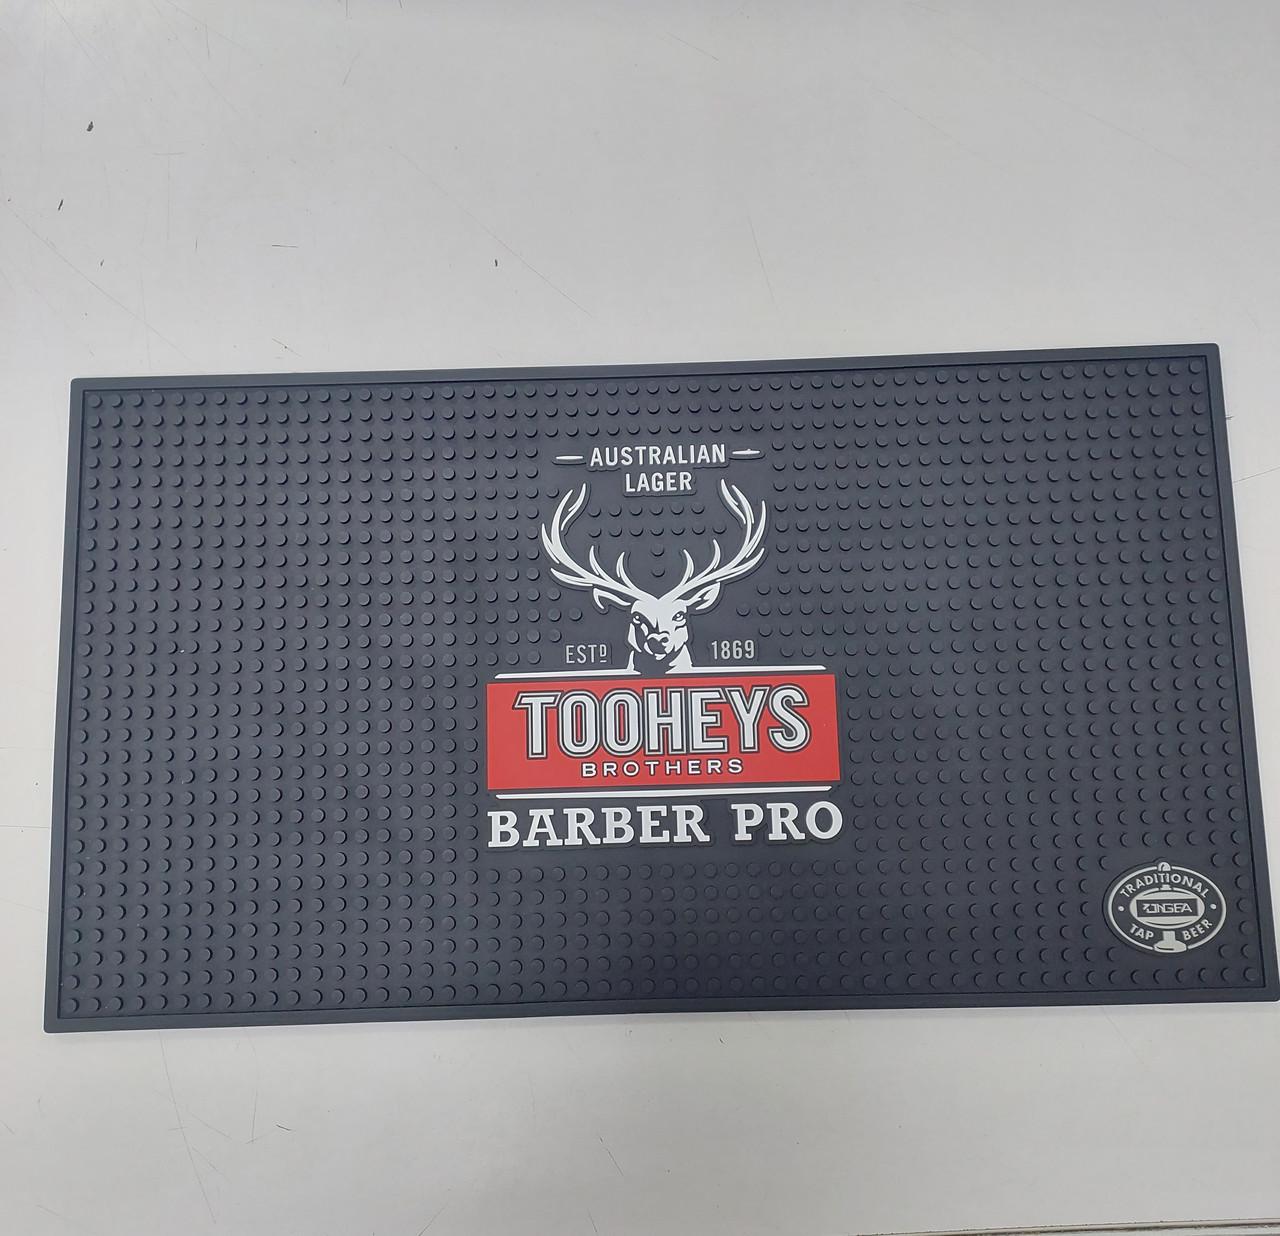 AUSTRALIAN
LAGER
ESTD 1869
TOOHEYS
BROTHERS
BARBER PRO
TRADITIONAL
TAP BEER